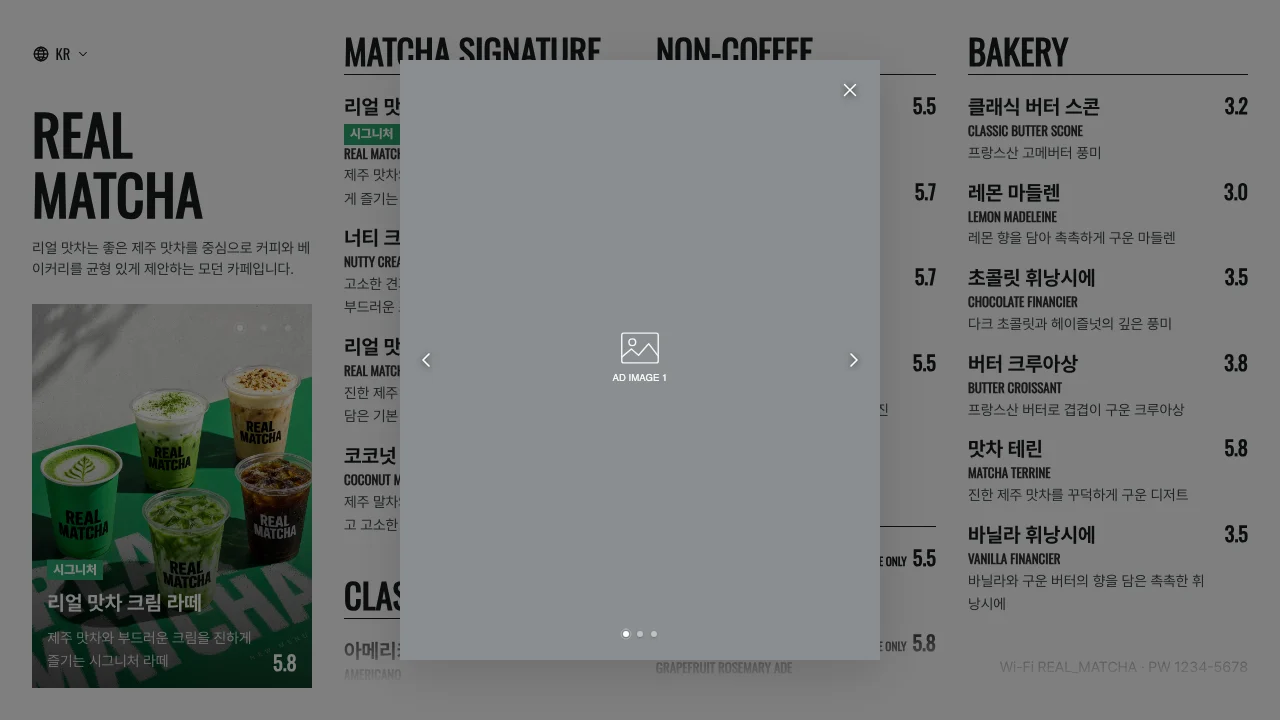 KR
REAL
MATCHA
리얼 맛차는 좋은 제주 맛차를 중심으로 커피와 베
이커리를 균형 있게 제안하는 모던 카페입니다.
REAL
MATCHA
REAL
MATCHA
REAL
MATCHA
REAL
MATCHA
REAL
MATCHA
시그니처
리얼 맛차 크림 라떼
제주 맛차와 부드러운 크림을 진하게
즐기는 시그니처 라떼
5.8
MATCHA SIGNATURE
리얼 맛
시그니처
REAL MATC
제주 맛차
게 즐기는
너티 크
NUTTY CREA
고소한 견
부드러운
리얼 맛
REAL MATC
진한 제주
담은 기본
코코넛
COCONUT M
제주 말차
고 고소한
CLAS
아메리
AMERICANO
AD IMAGE 1
NON-COFFEE
5.5
5.7
5.7
5.5
진
E ONLY 5.5
E ONLY 5.8
GRAPEFRUIT ROSEMARY ADE
BAKERY
클래식 버터 스콘 3.2
CLASSIC BUTTER SCONE
프랑스산 고메버터 풍미
레몬 마들렌 3.0
LEMON MADELEINE
레몬 향을 담아 촉촉하게 구운 마들렌
초콜릿 휘낭시에 3.5
CHOCOLATE FINANCIER
다크 초콜릿과 헤이즐넛의 깊은 풍미
버터 크루아상 3.8
BUTTER CROISSANT
프랑스산 버터로 겹겹이 구운 크루아상
맛차 테린 5.8
MATCHA TERRINE
진한 제주 맛차를 꾸덕하게 구운 디저트
바닐라 휘낭시에 3.5
VANILLA FINANCIER
바닐라와 구운 버터의 향을 담은 촉촉한 휘
낭시에
Wi-Fi REAL_MATCHA · PW 1234-5678